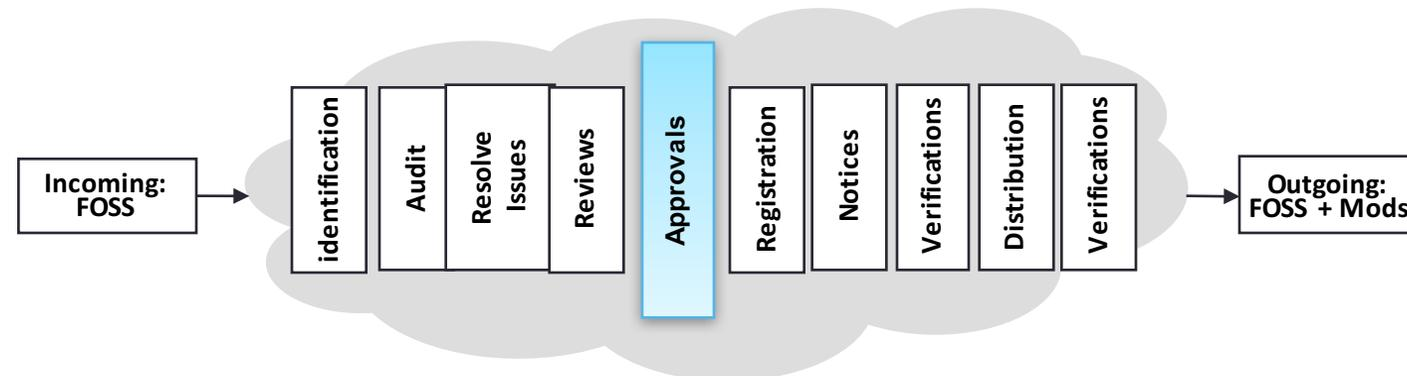 Incoming:
FOSS
identification
Audit
Resolve
Issues
Reviews
Approvals
Registration
Notices
Verifications
Distribution
Verifications
Outgoing:
FOSS + Mods